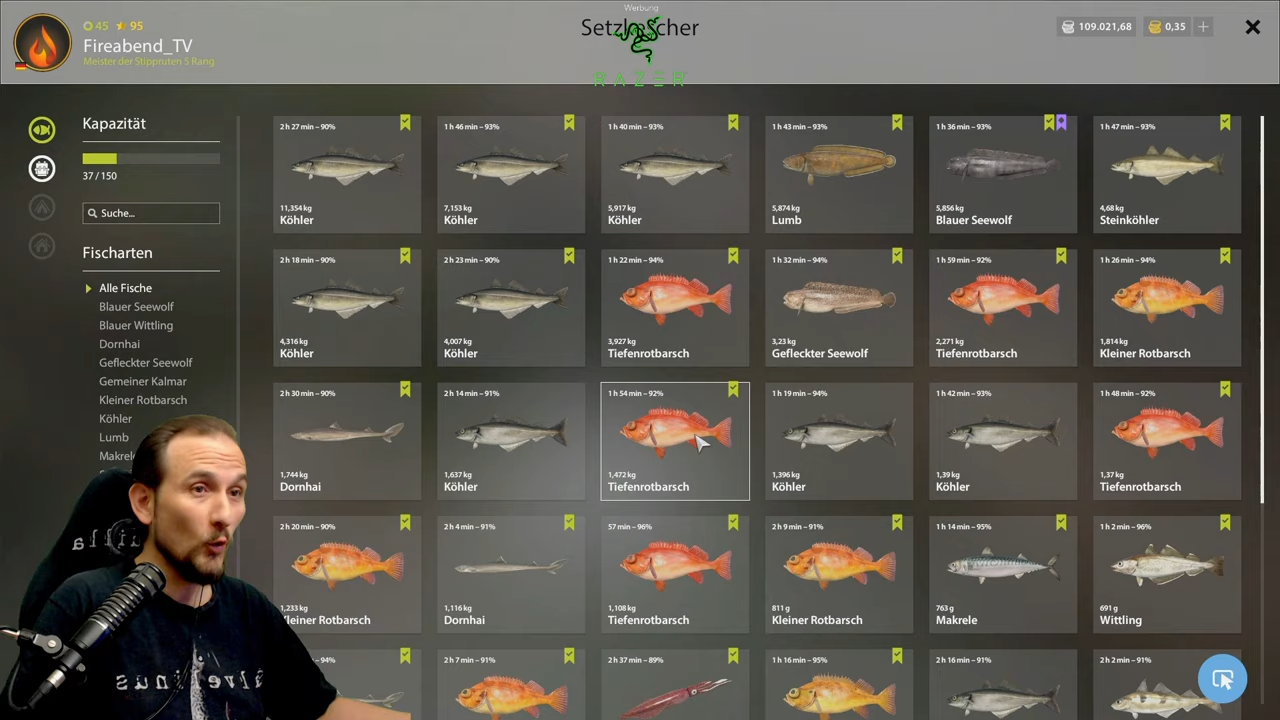 Werbung
Setzkescher
RAZER
45 95
Fireabend_TV
Meister der Stippruten 5 Rang
109.021,68
0,35
Kapazität
37 / 150
Suche...
Fischarten
Alle Fische
Blauer Seewolf
Blauer Wittling
Dornhai
Gefleckter Seewolf
Gemeiner Kalmar
Kleiner Rotbarsch
Köhler
Lumb
2 h 27 min – 90%
11,354 kg
Köhler
1 h 46 min – 93%
7,153 kg
Köhler
1 h 40 min – 93%
5,917 kg
Köhler
1 h 43 min – 93%
5,874 kg
Lumb
1 h 36 min – 93%
5,856 kg
Blauer Seewolf
1 h 47 min – 93%
4,68 kg
Steinköhler
2 h 18 min – 90%
4,316 kg
Köhler
2 h 23 min – 90%
4,007 kg
Köhler
1 h 22 min – 94%
3,927 kg
Tiefenrotbarsch
1 h 32 min – 94%
3,23 kg
Gefleckter Seewolf
1 h 59 min – 92%
2,271 kg
Tiefenrotbarsch
1 h 26 min – 94%
1,814 kg
Kleiner Rotbarsch
2 h 30 min – 90%
1,744 kg
Dornhai
2 h 14 min – 91%
1,637 kg
Köhler
1 h 54 min – 92%
1,472 kg
Tiefenrotbarsch
1 h 19 min – 94%
1,396 kg
Köhler
1 h 42 min – 93%
1,39 kg
Köhler
1 h 48 min – 92%
1,37 kg
Tiefenrotbarsch
2 h 20 min – 90%
1,233 kg
Kleiner Rotbarsch
2 h 4 min – 91%
1,116 kg
Dornhai
57 min – 96%
1,108 kg
Tiefenrotbarsch
2 h 9 min – 91%
811 g
Kleiner Rotbarsch
1 h 14 min – 95%
763 g
Makrele
1 h 2 min – 96%
691 g
Wittling
– 94%
2 h 7 min – 91%
2 h 37 min – 89%
1 h 16 min – 95%
2 h 16 min – 91%
2 h 2 min – 91%